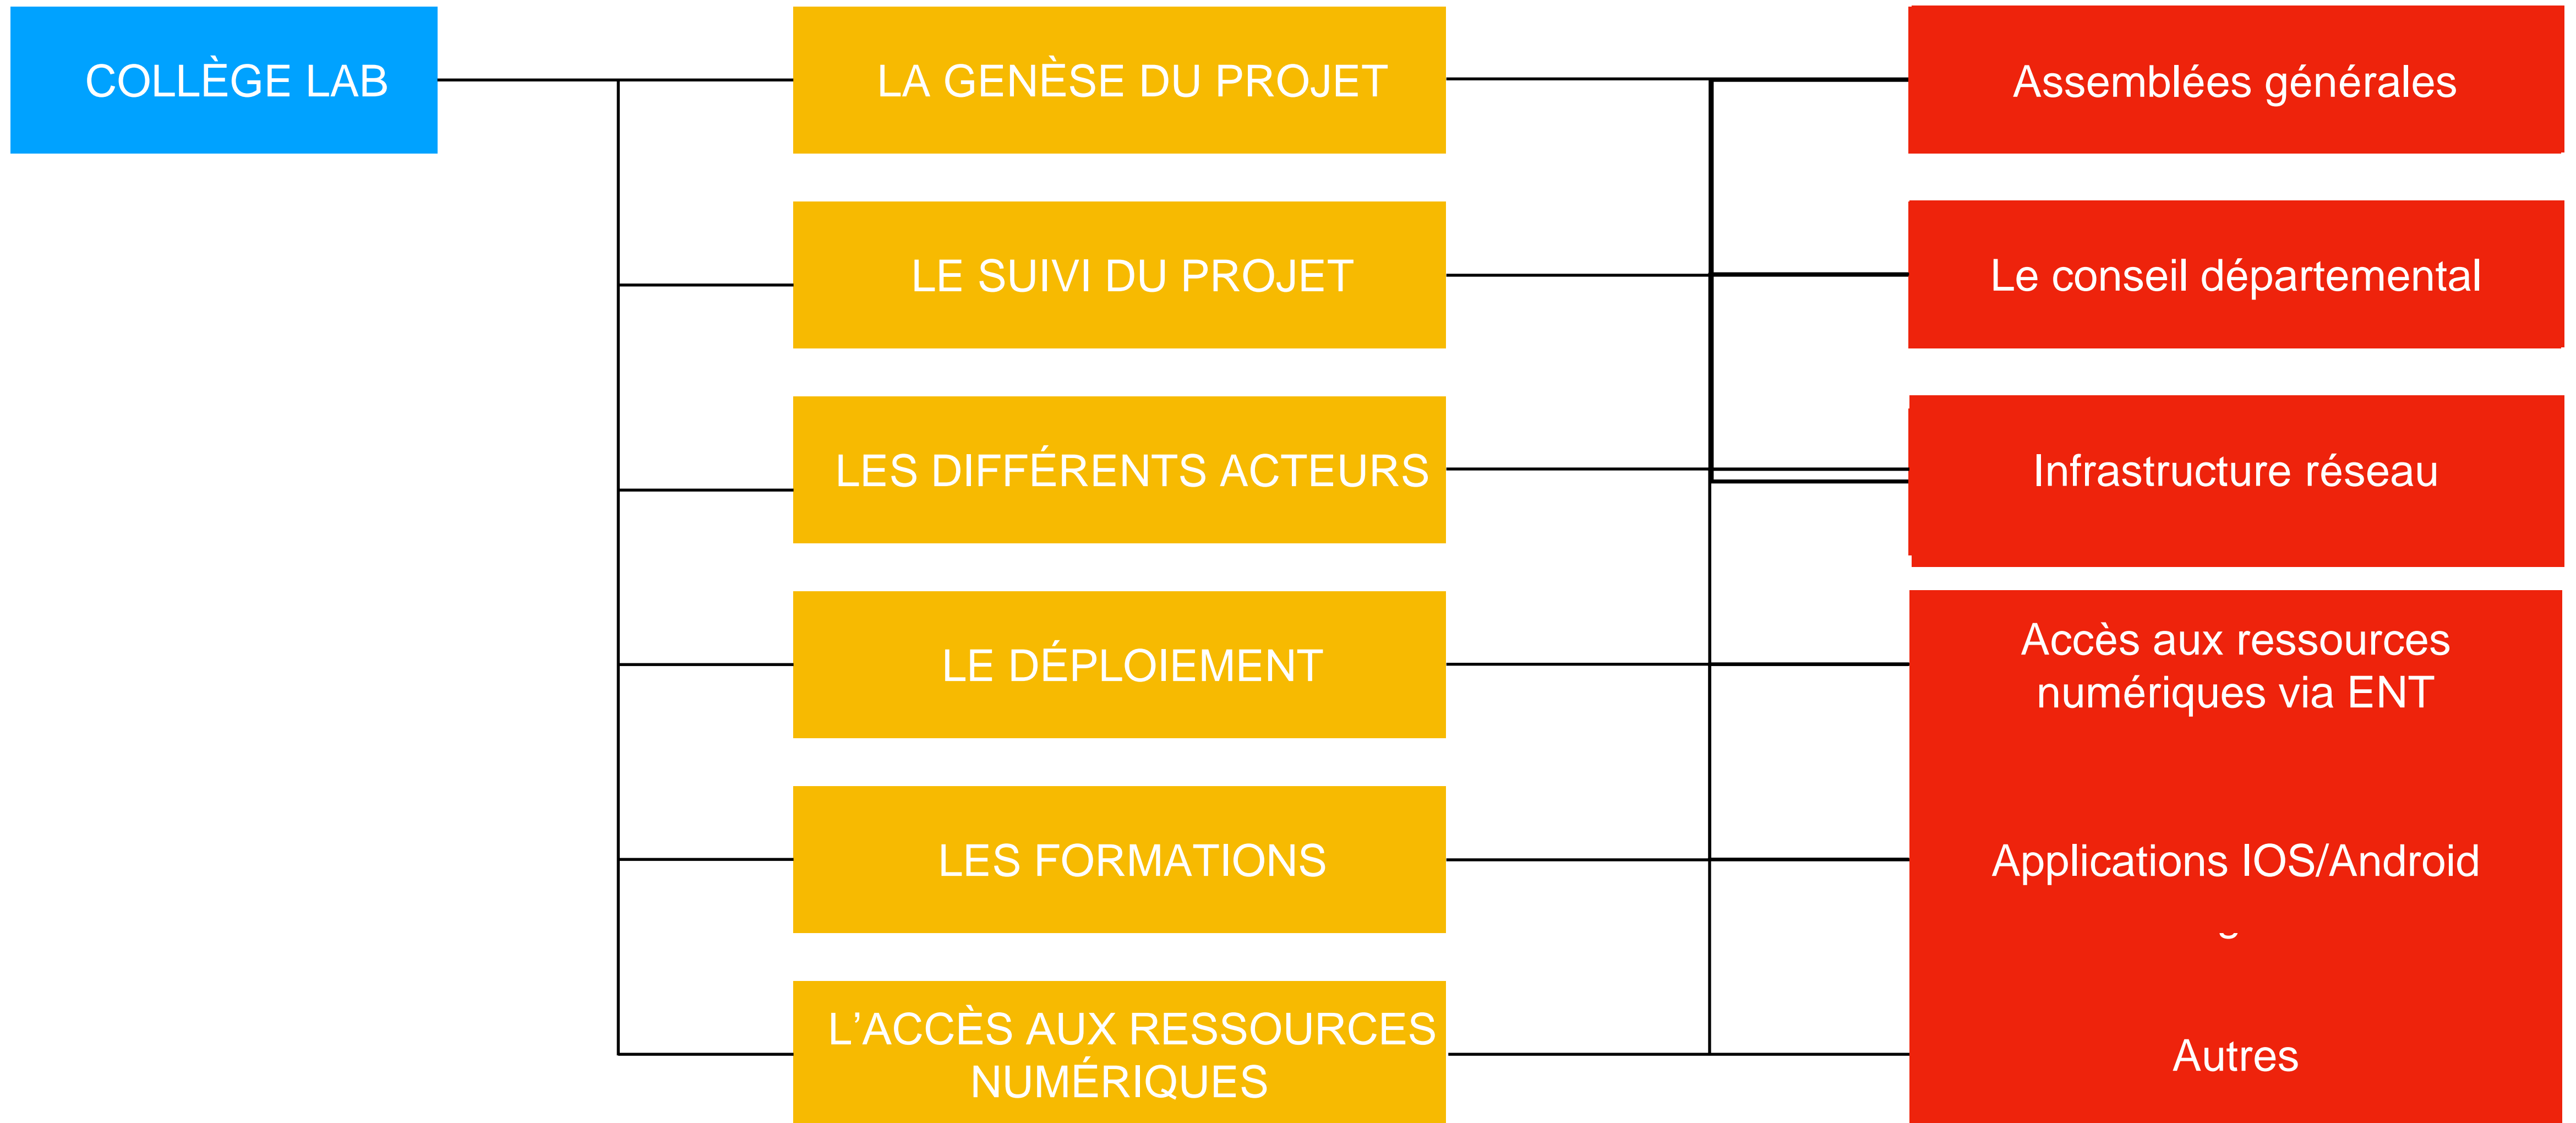 COLLÈGE LAB
LA GENÈSE DU PROJET
Assemblées générales
LE SUIVI DU PROJET
Le conseil départemental
LES DIFFÉRENTS ACTEURS
Infrastructure réseau
LE DÉPLOIEMENT
Accès aux ressources
numériques via ENT
LES FORMATIONS
Applications IOS/Android
L’ACCÈS AUX RESSOURCES
NUMÉRIQUES
Autres